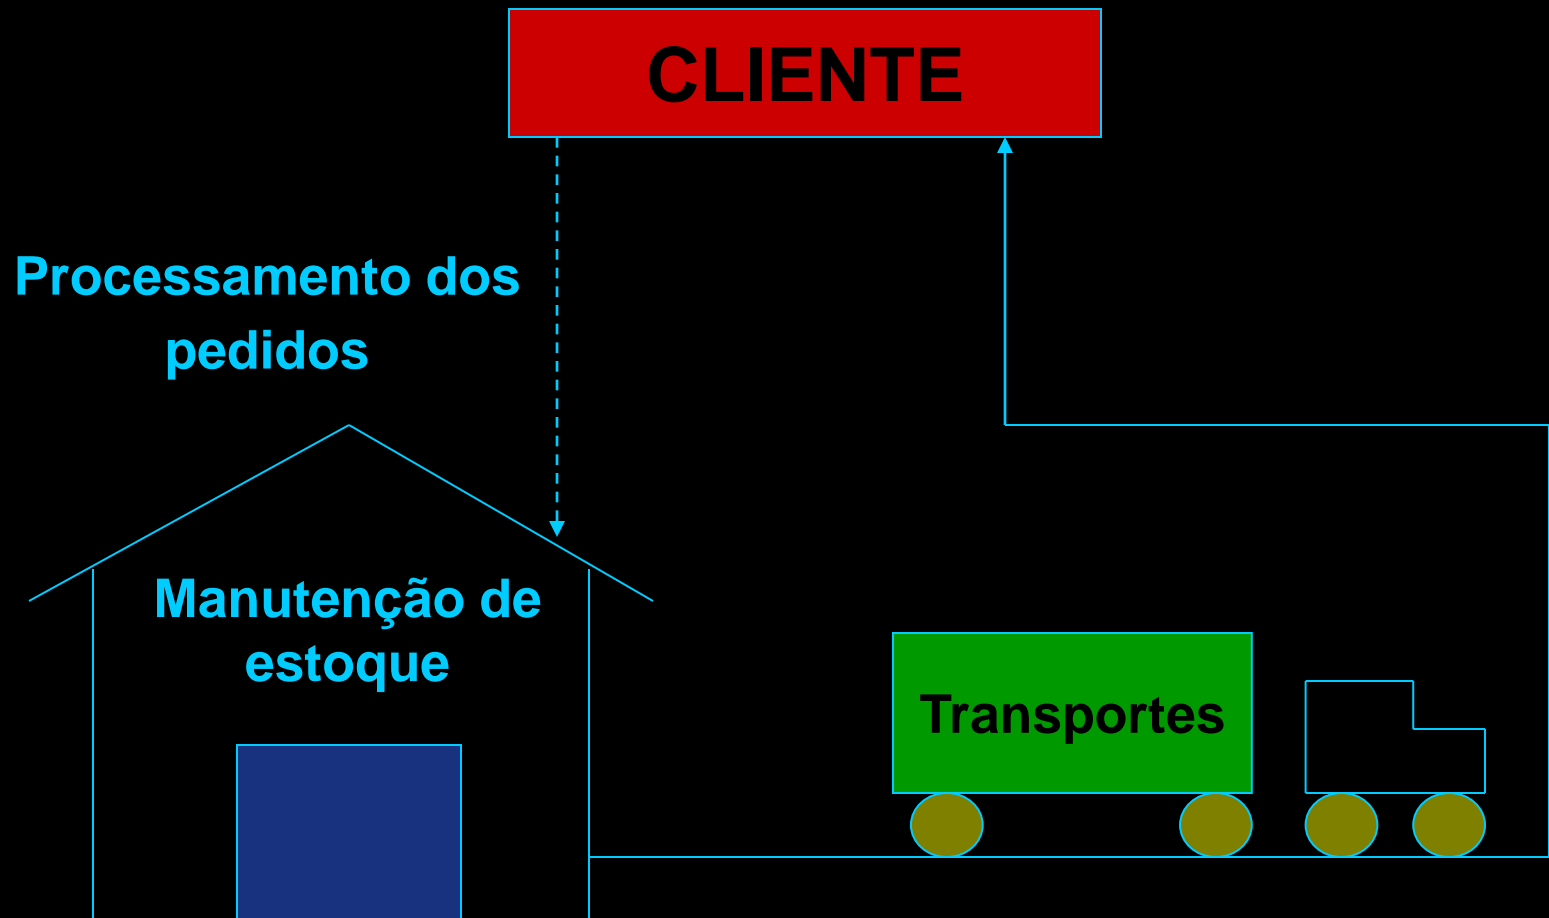 CLIENTE
Processamento dos
pedidos
Manutenção de
estoque
Transportes